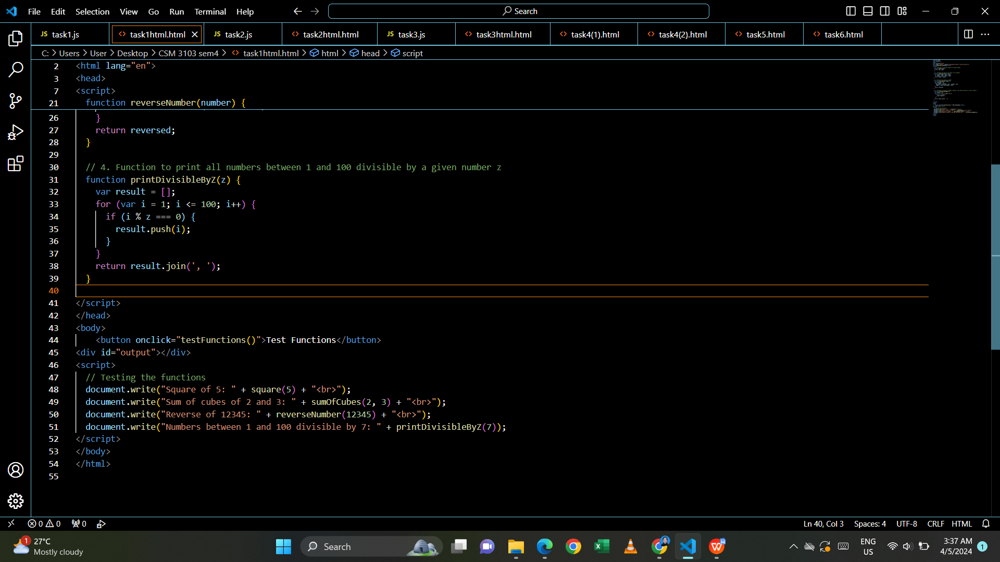 File Edit Selection View Go Run Terminal Help
Search
JS task1.js
task1html.html
JS task2.js
task2html.html
JS task3.js
task3html.html
task4(1).html
task4(2).html
task5.html
task6.html
C: > Users > User > Desktop > CSM 3103 sem4 > task1html.html > html > head > script
2 <html lang="en">
3 <head>
7 <script>
21 function reverseNumber(number) {
26 }
27 return reversed;
28 }
29
30 // 4. Function to print all numbers between 1 and 100 divisible by a given number z
31 function printDivisibleByZ(z) {
32 var result = [];
33 for (var i = 1; i <= 100; i++) {
34 if (i % z === 0) {
35 result.push(i);
36 }
37 }
38 return result.join(', ');
39 }
40
41 </script>
42 </head>
43 <body>
44 <button onclick="testFunctions()">Test Functions</button>
45 <div id="output"></div>
46 <script>
47 // Testing the functions
48 document.write("Square of 5: " + square(5) + "<br>");
49 document.write("Sum of cubes of 2 and 3: " + sumOfCubes(2, 3) + "<br>");
50 document.write("Reverse of 12345: " + reverseNumber(12345) + "<br>");
51 document.write("Numbers between 1 and 100 divisible by 7: " + printDivisibleByZ(7));
52 </script>
53 </body>
54 </html>
55
0 0 0
Ln 40, Col 3 Spaces: 4 UTF-8 CRLF HTML
1
27°C
Mostly cloudy
Search
ENG
US
3:37 AM
4/5/2024
1